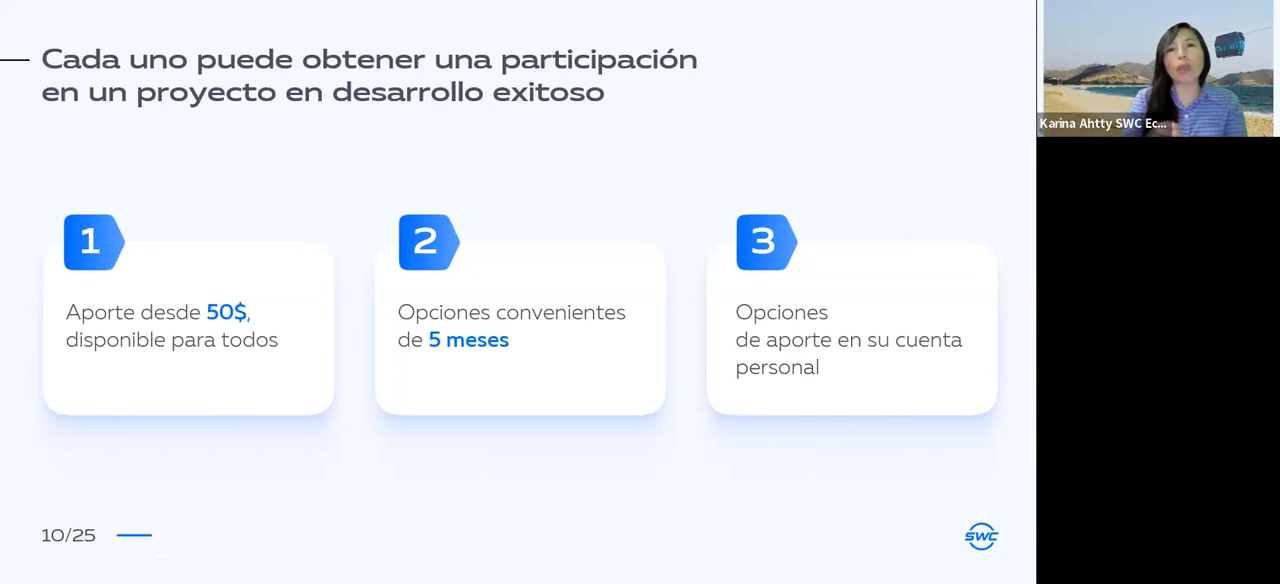 Cada uno puede obtener una participación
en un proyecto en desarrollo exitoso
Karina Ahtty SWC Ec...
1
Aporte desde 50$,
disponible para todos
2
Opciones convenientes
de 5 meses
3
Opciones
de aporte en su cuenta
personal
10/25
SWC